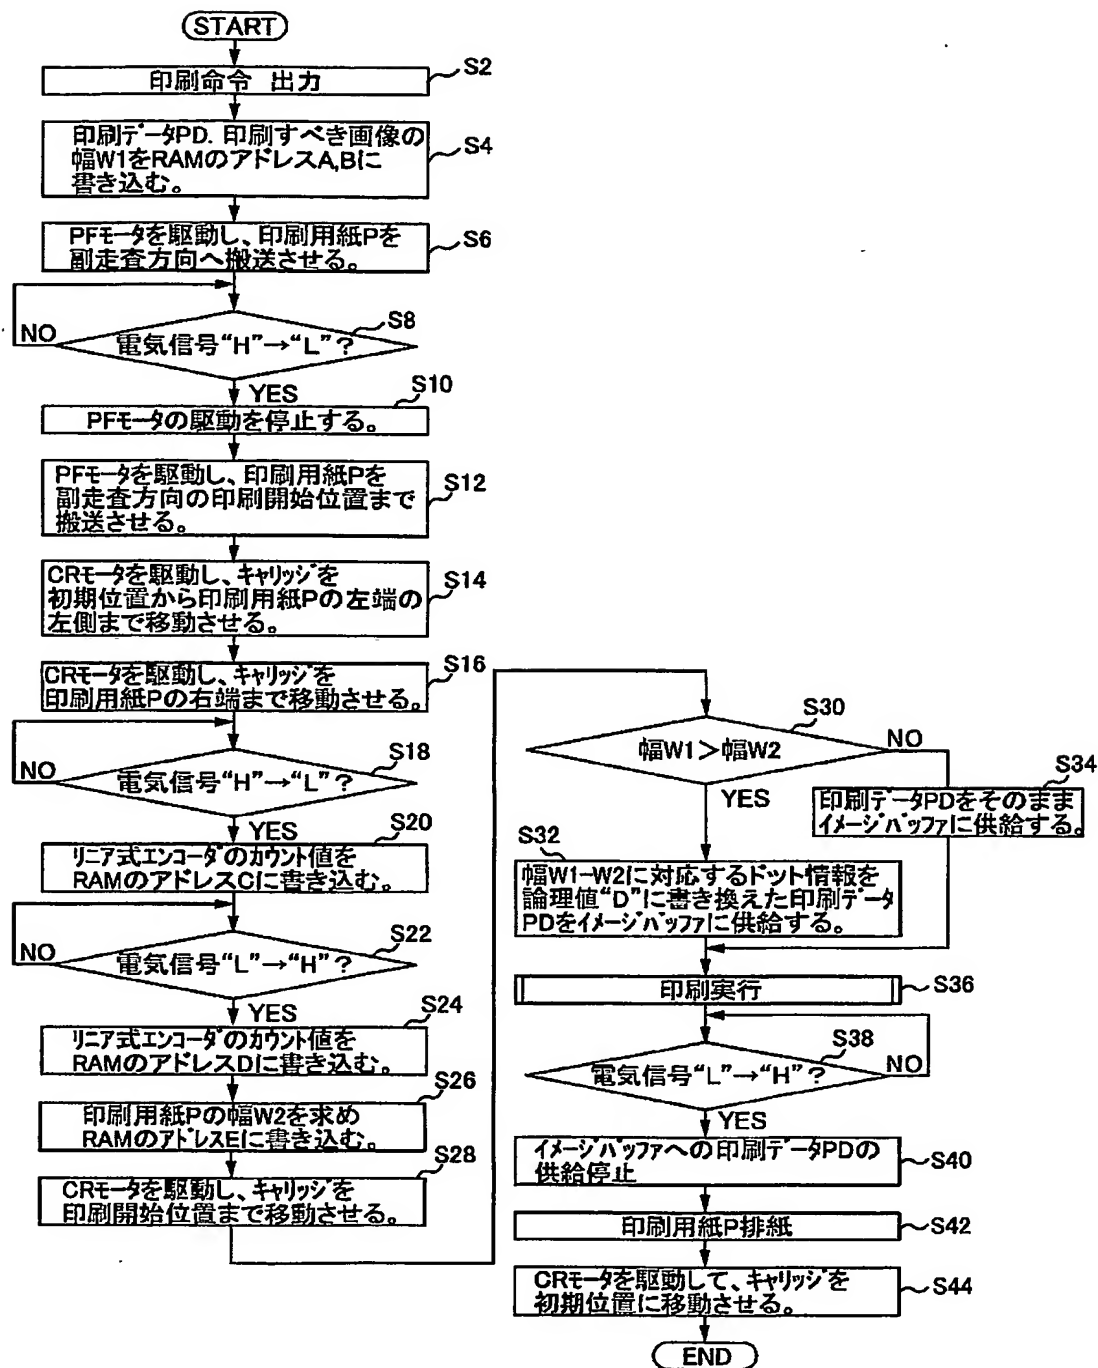 START
印刷命令 出力
S2
印刷データPD. 印刷すべき画像の
幅W1をRAMのアドレスA,Bに
書き込む。
S4
PFモータを駆動し、印刷用紙Pを
副走査方向へ搬送させる。
S6
S8
電気信号“H”→“L”？
NO
YES
S10
PFモータの駆動を停止する。
PFモータを駆動し、印刷用紙Pを
副走査方向の印刷開始位置まで
搬送させる。
S12
CRモータを駆動し、キャリッジを
初期位置から印刷用紙Pの左端の
左側まで移動させる。
S14
CRモータを駆動し、キャリッジを
印刷用紙Pの右端まで移動させる。
S16
S18
電気信号“H”→“L”？
NO
YES
S20
リニア式エンコーダのカウント値を
RAMのアドレスCに書き込む。
S22
電気信号“L”→“H”？
NO
YES
S24
リニア式エンコーダのカウント値を
RAMのアドレスDに書き込む。
S26
印刷用紙Pの幅W2を求め
RAMのアドレスEに書き込む。
S28
CRモータを駆動し、キャリッジを
印刷開始位置まで移動させる。
S30
幅W1＞幅W2
NO
YES
S34
印刷データPDをそのまま
イメージバッファに供給する。
S32
幅W1-W2に対応するドット情報を
論理値“D”に書き換えた印刷データ
PDをイメージバッファに供給する。
印刷実行
S36
S38
電気信号“L”→“H”？
NO
YES
イメージバッファへの印刷データPDの
供給停止
S40
印刷用紙P排紙
S42
CRモータを駆動して、キャリッジを
初期位置に移動させる。
S44
END